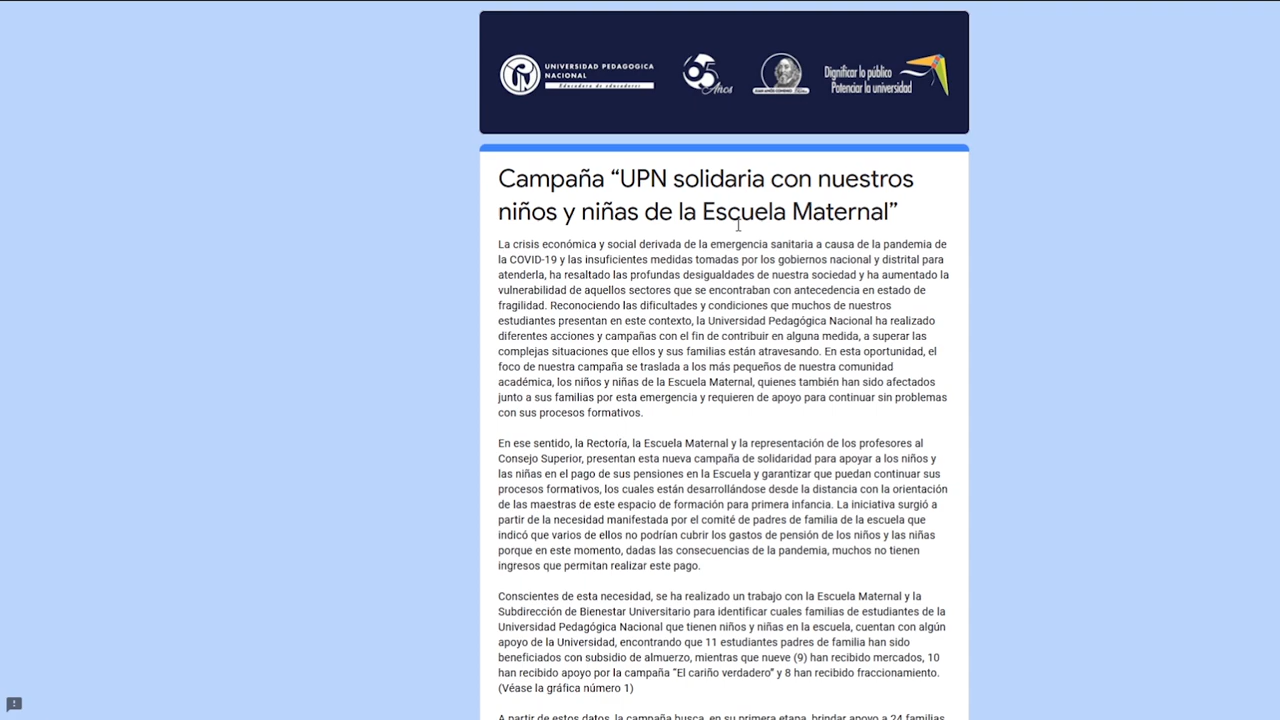 UNIVERSIDAD PEDAGOGICA
NACIONAL
Educadora de educadores
65 Años
JUAN AMOS COMENIO
Dignificar lo público
Potenciar la universidad
Campaña “UPN solidaria con nuestros
niños y niñas de la Escuela Maternal”
La crisis económica y social derivada de la emergencia sanitaria a causa de la pandemia de
la COVID-19 y las insuficientes medidas tomadas por los gobiernos nacional y distrital para
atenderla, ha resaltado las profundas desigualdades de nuestra sociedad y ha aumentado la
vulnerabilidad de aquellos sectores que se encontraban con antecedencia en estado de
fragilidad. Reconociendo las dificultades y condiciones que muchos de nuestros
estudiantes presentan en este contexto, la Universidad Pedagógica Nacional ha realizado
diferentes acciones y campañas con el fin de contribuir en alguna medida, a superar las
complejas situaciones que ellos y sus familias están atravesando. En esta oportunidad, el
foco de nuestra campaña se traslada a los más pequeños de nuestra comunidad
académica, los niños y niñas de la Escuela Maternal, quienes también han sido afectados
junto a sus familias por esta emergencia y requieren de apoyo para continuar sin problemas
con sus procesos formativos.
En ese sentido, la Rectoría, la Escuela Maternal y la representación de los profesores al
Consejo Superior, presentan esta nueva campaña de solidaridad para apoyar a los niños y
las niñas en el pago de sus pensiones en la Escuela y garantizar que puedan continuar sus
procesos formativos, los cuales están desarrollándose desde la distancia con la orientación
de las maestras de este espacio de formación para primera infancia. La iniciativa surgió a
partir de la necesidad manifestada por el comité de padres de familia de la escuela que
indicó que varios de ellos no podrían cubrir los gastos de pensión de los niños y las niñas
porque en este momento, dadas las consecuencias de la pandemia, muchos no tienen
ingresos que permitan realizar este pago.
Conscientes de esta necesidad, se ha realizado un trabajo con la Escuela Maternal y la
Subdirección de Bienestar Universitario para identificar cuales familias de estudiantes de la
Universidad Pedagógica Nacional que tienen niños y niñas en la escuela, cuentan con algún
apoyo de la Universidad, encontrando que 11 estudiantes padres de familia han sido
beneficiados con subsidio de almuerzo, mientras que nueve (9) han recibido mercados, 10
han recibido apoyo por la campaña “El cariño verdadero” y 8 han recibido fraccionamiento.
(Véase la gráfica número 1)
A partir de estos datos, la campaña busca, en su primera etapa, brindar apoyo a 24 familias